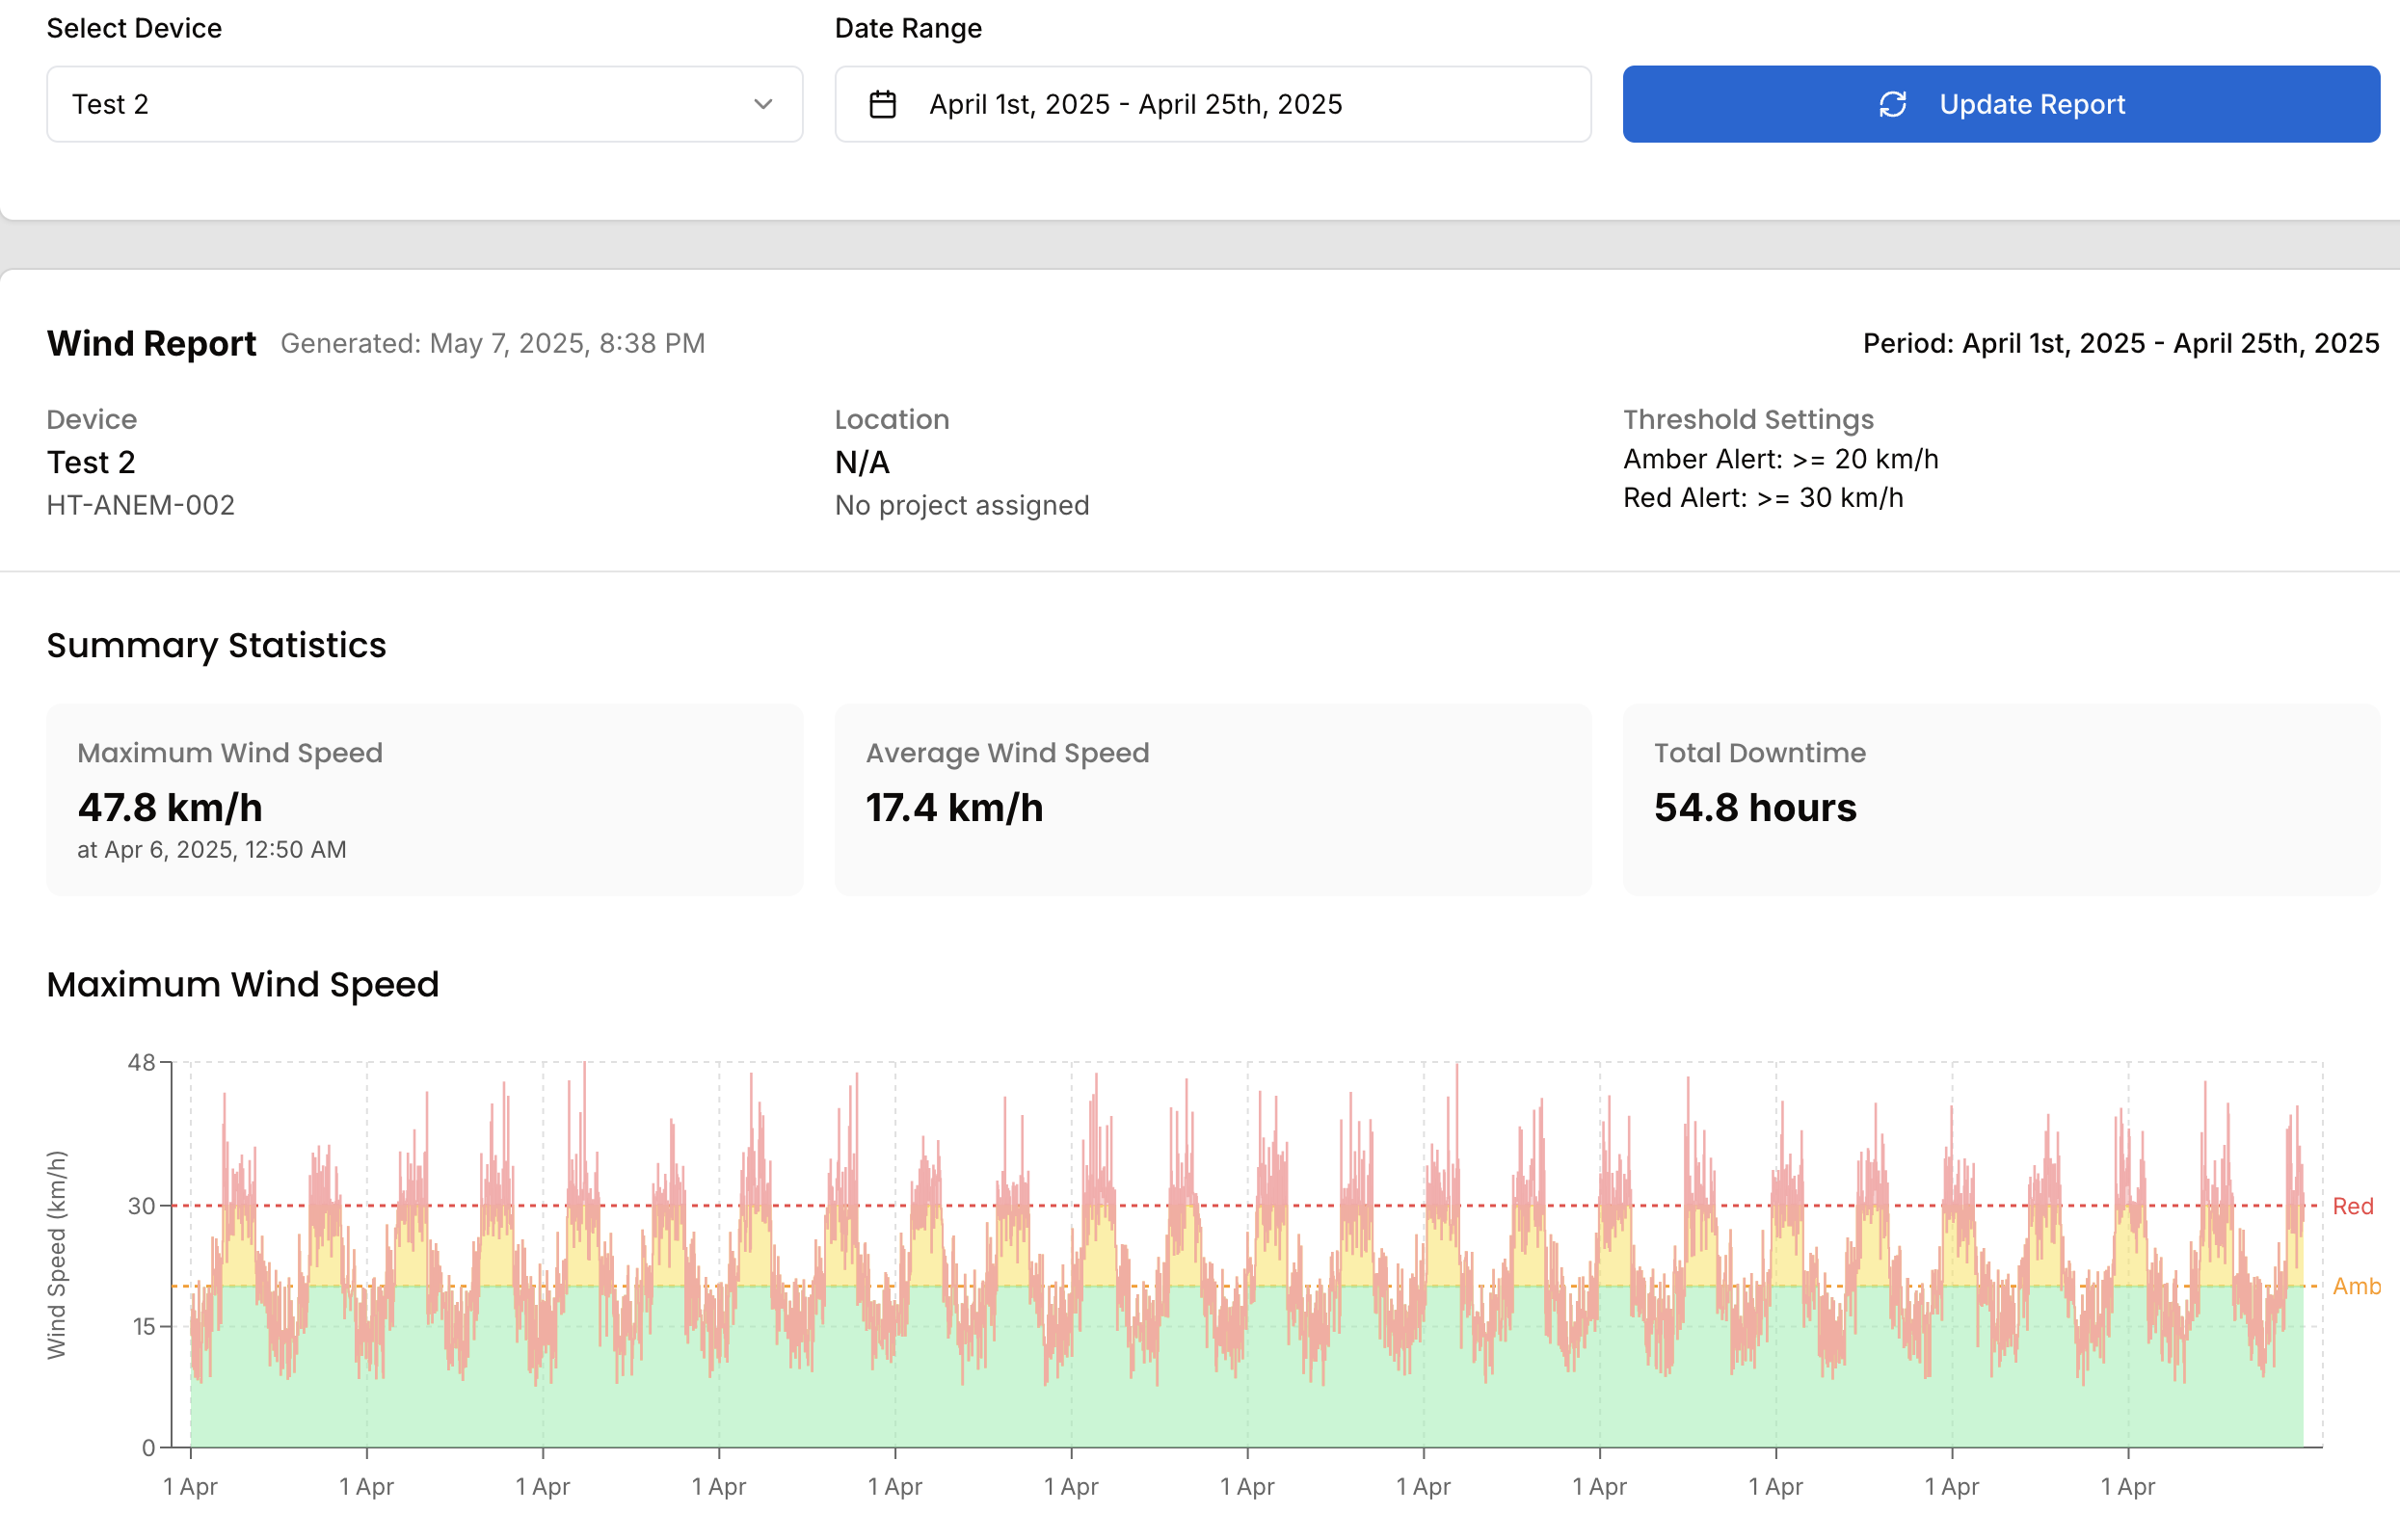 Select Device
Date Range
Test 2
April 1st, 2025 - April 25th, 2025
Update Report
Wind Report
Generated: May 7, 2025, 8:38 PM
Period: April 1st, 2025 - April 25th, 2025
Device
Location
Threshold Settings
Test 2
N/A
Amber Alert: >= 20 km/h
HT-ANEM-002
No project assigned
Red Alert: >= 30 km/h
Summary Statistics
Maximum Wind Speed
Average Wind Speed
Total Downtime
47.8 km/h
17.4 km/h
54.8 hours
at Apr 6, 2025, 12:50 AM
Maximum Wind Speed
Wind Speed (km/h)
48
30
15
0
Red
Amb
1 Apr
1 Apr
1 Apr
1 Apr
1 Apr
1 Apr
1 Apr
1 Apr
1 Apr
1 Apr
1 Apr
1 Apr